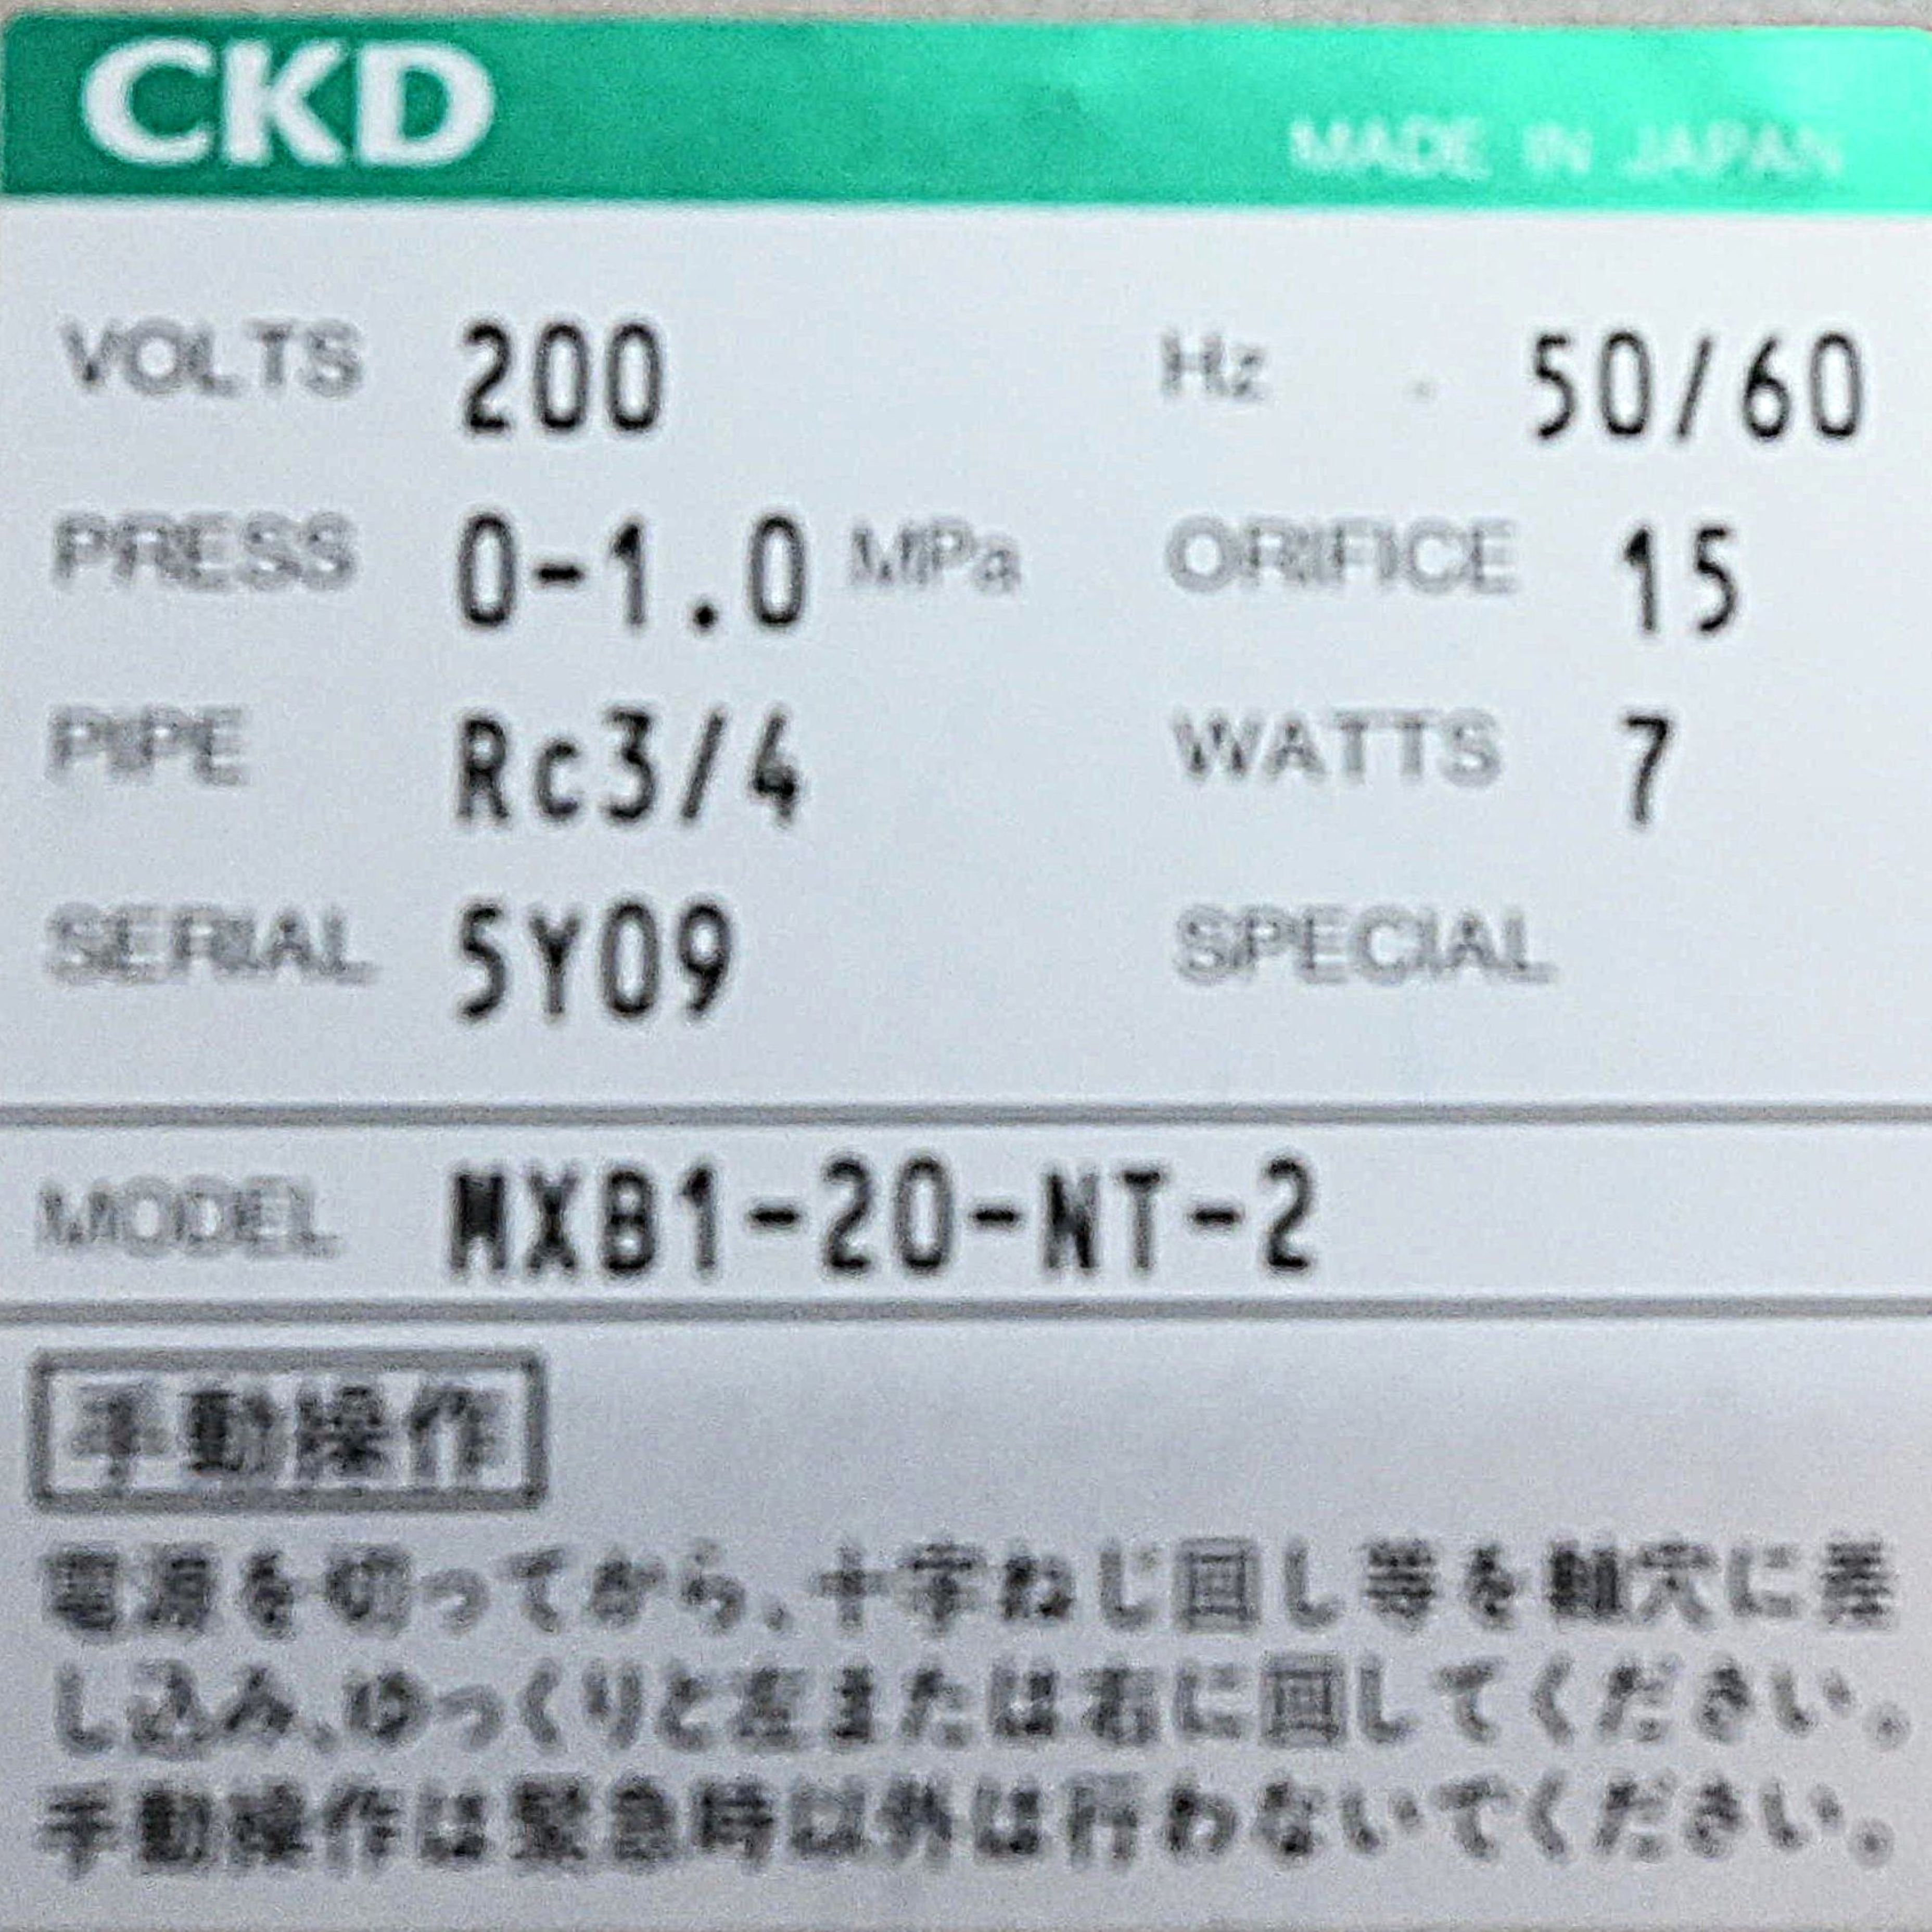 CKD MADE IN JAPAN
VOLTS 200 Hz 50/60
PRESS 0-1.0 MPa ORIFICE 15
PIPE Rc3/4 WATTS 7
SERIAL 5Y09 SPECIAL
MODEL MXB1-20-NT-2
手動操作
電源を切ってから、十字ねじ回し等を軸穴に差
し込み、ゆっくりと左または右に回してください。
手動操作は緊急時以外は行わないでください。